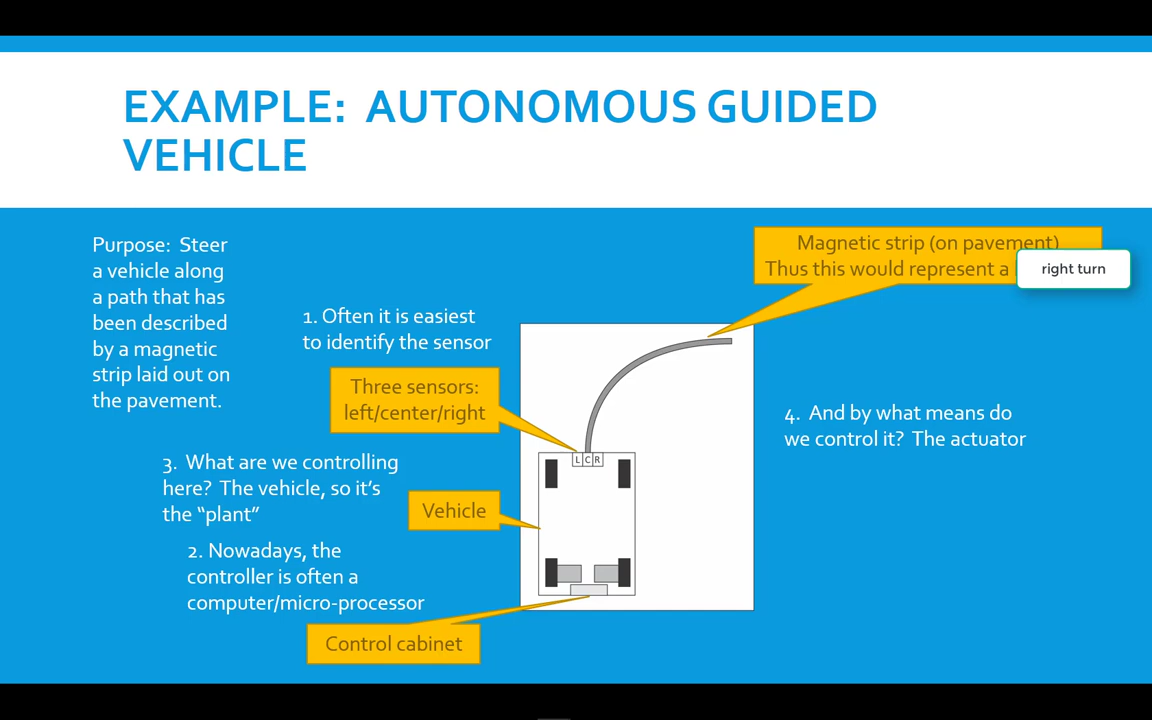 EXAMPLE: AUTONOMOUS GUIDED
VEHICLE
Purpose: Steer
a vehicle along
a path that has
been described
by a magnetic
strip laid out on
the pavement.
1. Often it is easiest
to identify the sensor
Three sensors:
left/center/right
3. What are we controlling
here? The vehicle, so it's
the "plant"
Vehicle
2. Nowadays, the
controller is often a
computer/micro-processor
Control cabinet
L C R
Magnetic strip (on pavement)
Thus this would represent a
right turn
4. And by what means do
we control it? The actuator